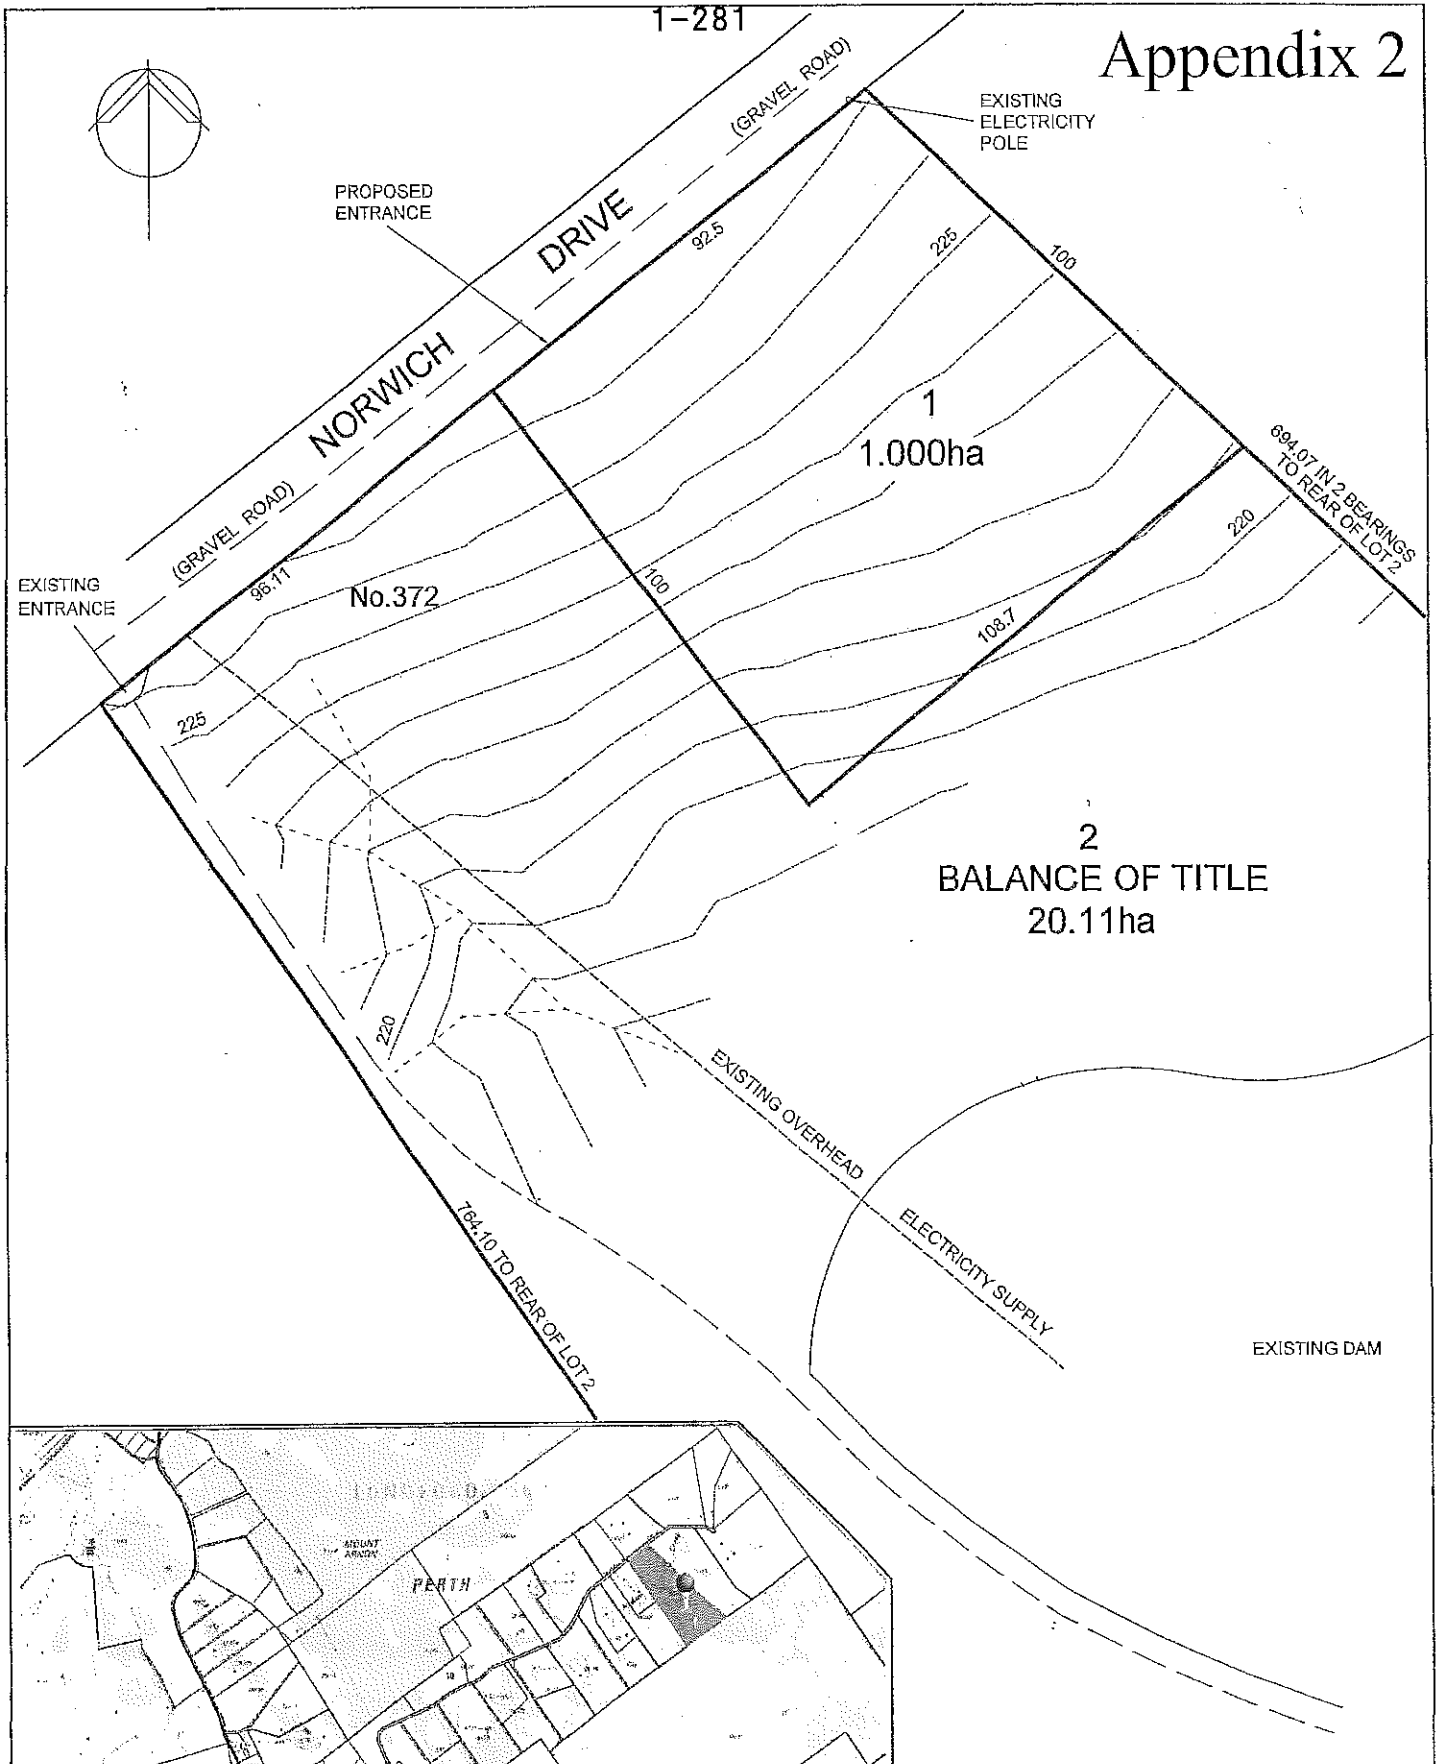 1-281
Appendix 2
(GRAVEL ROAD)
EXISTING
ELECTRICITY
POLE
PROPOSED
ENTRANCE
NORWICH DRIVE
92.5
225
100
1
1.000ha
694.07 IN 2 BEARINGS
TO REAR OF LOT 2
220
(GRAVEL ROAD)
96.11
No.372
100
108.7
EXISTING
ENTRANCE
225
2
BALANCE OF TITLE
20.11ha
220
EXISTING OVERHEAD
ELECTRICITY SUPPLY
764.10 TO REAR OF LOT 2
EXISTING DAM
MOUNT
ARNON
PERTH